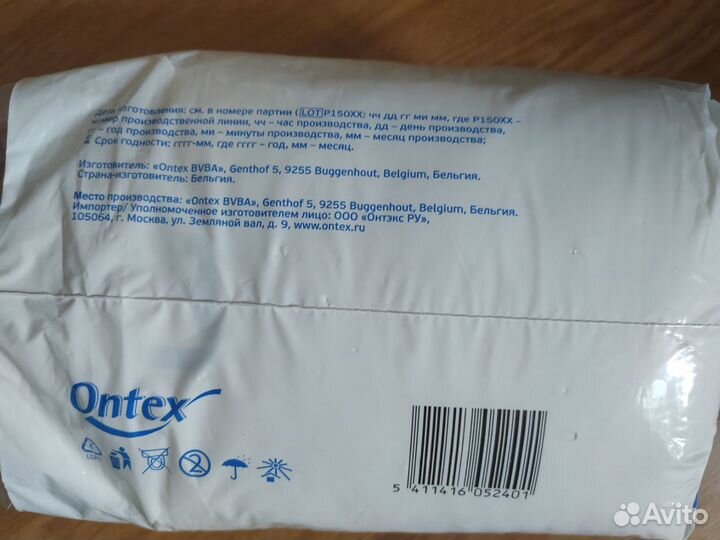 Дата изготовления: см. в номере партии (LOT P150XX: чч дд гг ми мм, где P150XX –
номер производственной линии, чч – час производства, дд – день производства,
гг – год производства, ми – минуты производства, мм – месяц производства;
Срок годности: гггг-мм, где гггг – год, мм – месяц.
Изготовитель: «Ontex BVBA», Genthof 5, 9255 Buggenhout, Belgium, Бельгия.
Страна-изготовитель: Бельгия.
Место производства: «Ontex BVBA», Genthof 5, 9255 Buggenhout, Belgium, Бельгия.
Импортер/ Уполномоченное изготовителем лицо: ООО «Онтэкс РУ»,
105064, г. Москва, ул. Земляной вал, д. 9, www.ontex.ru
Ontex
5 411416 052401
Avito